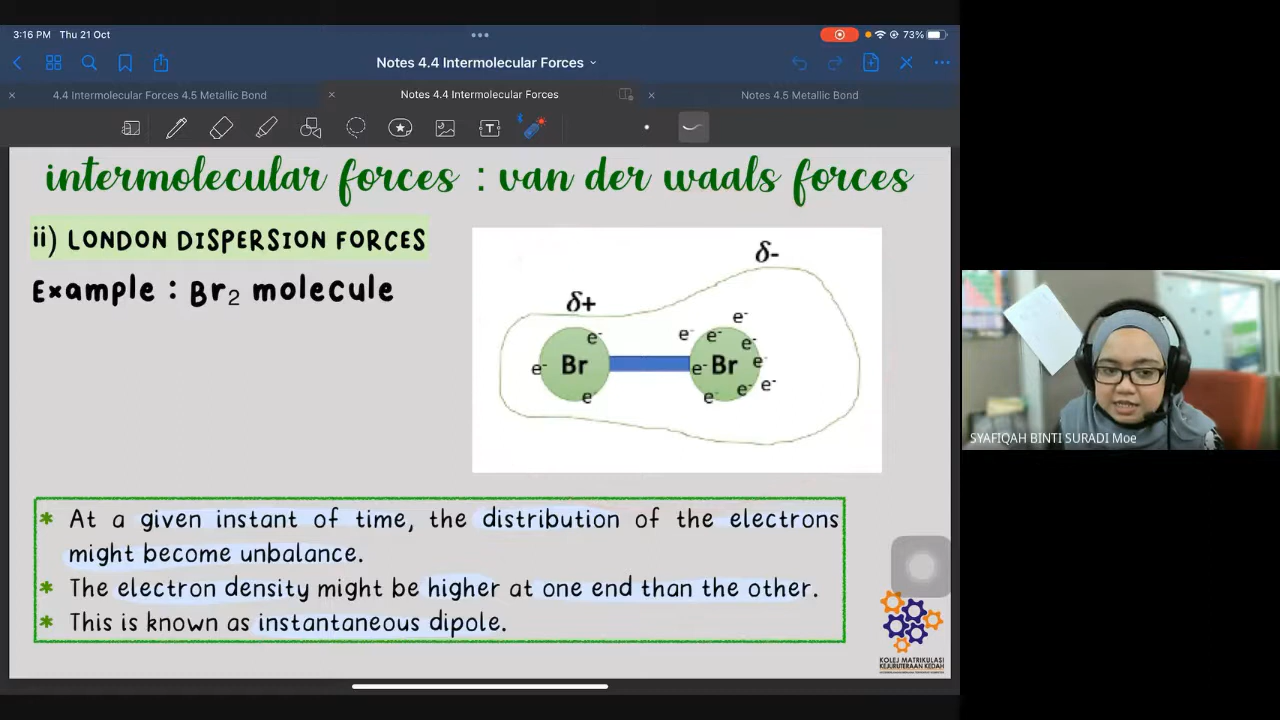 3:16 PM Thu 21 Oct
73%
Notes 4.4 Intermolecular Forces
4.4 Intermolecular Forces 4.5 Metallic Bond
Notes 4.4 Intermolecular Forces
Notes 4.5 Metallic Bond
intermolecular forces : van der waals forces
ii) LONDON DISPERSION FORCES
Example : Br₂ molecule
δ-
δ+
e⁻ e⁻ e⁻ Br
e⁻ e⁻ e⁻ e⁻ e⁻ e⁻ e⁻ e⁻ e⁻ Br
* At a given instant of time, the distribution of the electrons
might become unbalance.
* The electron density might be higher at one end than the other.
* This is known as instantaneous dipole.
KOLEJ MATRIKULASI
KEJURUTERAAN KEDAH
SYAFIQAH BINTI SURADI Moe